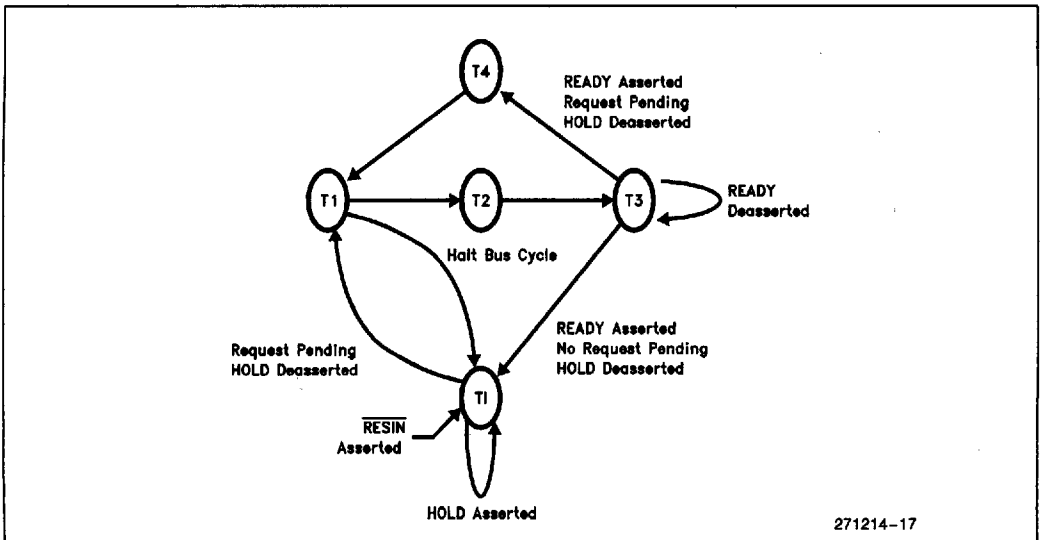 T4
READY Asserted
Request Pending
HOLD Deasserted
T1
T2
T3
READY
Deasserted
Halt Bus Cycle
READY Asserted
No Request Pending
HOLD Deasserted
Request Pending
HOLD Deasserted
TI
RESIN
Asserted
HOLD Asserted
271214-17